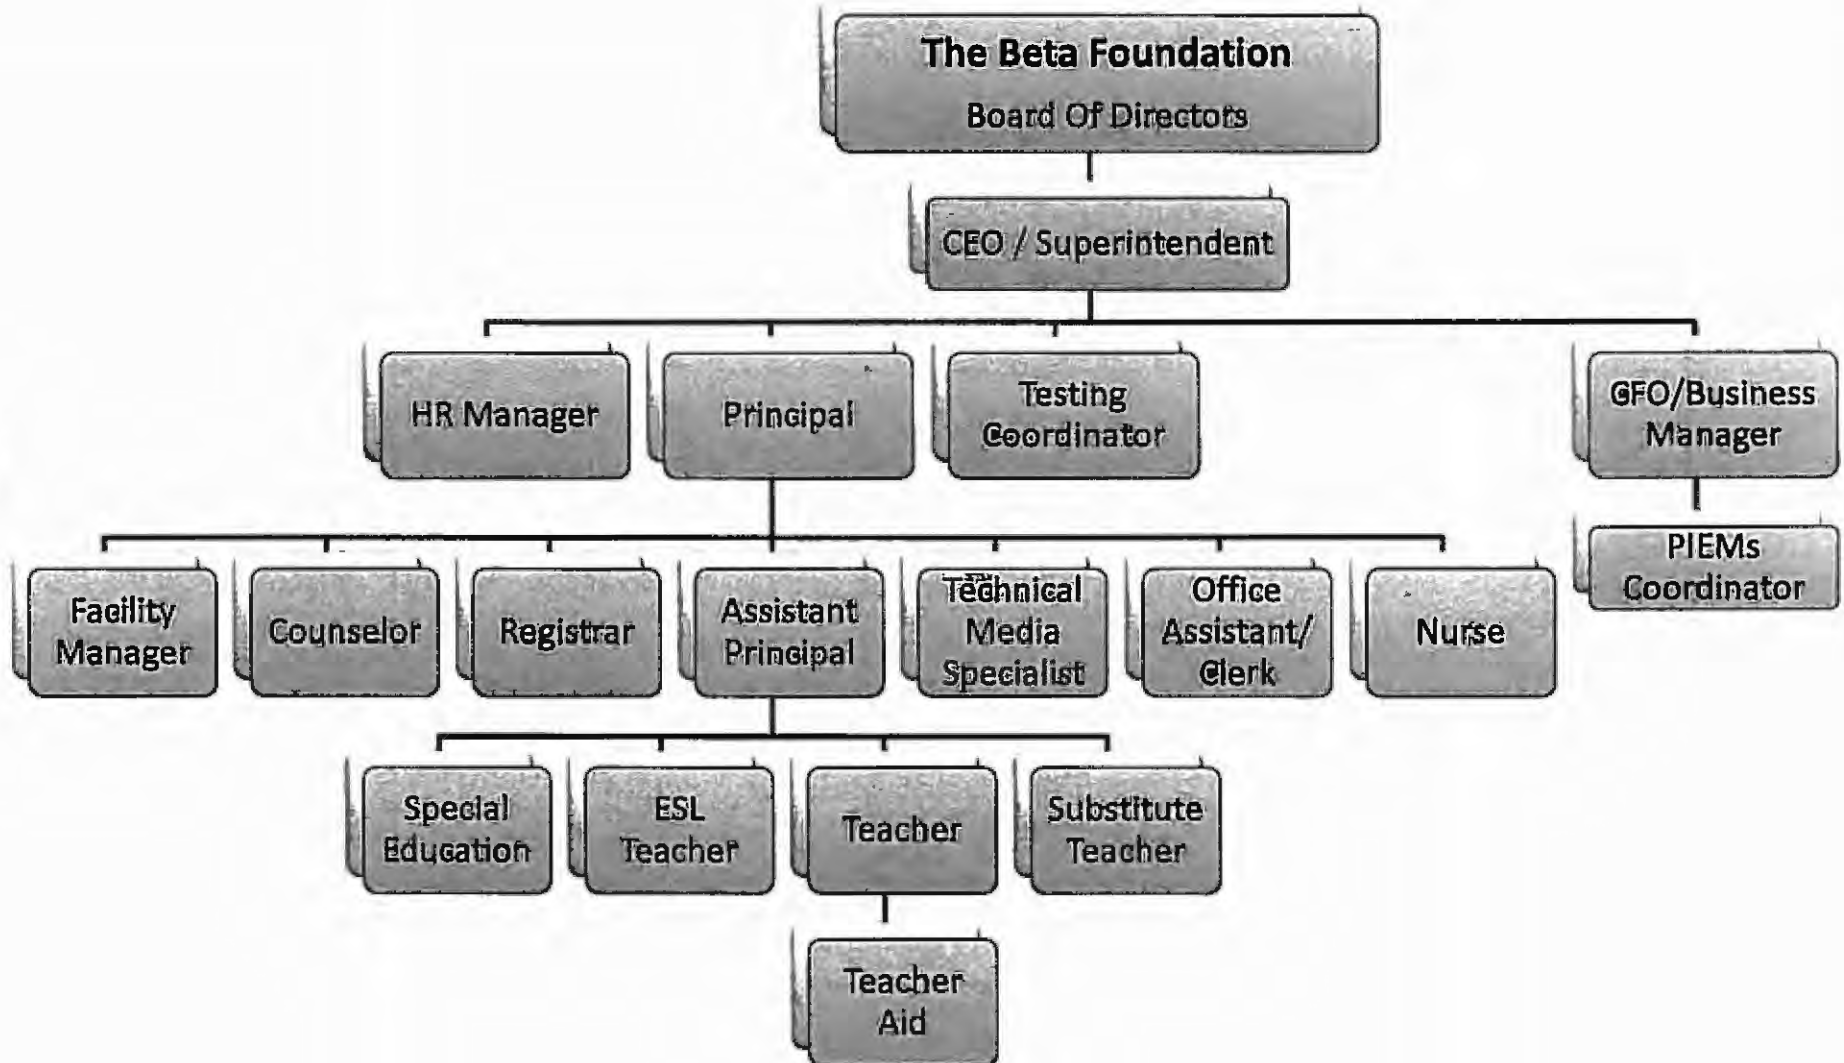 The Beta Foundation
Board Of Directors
CEO / Superintendent
HR Manager
Principal
Testing
Coordinator
CFO/Business
Manager
PIEMs
Coordinator
Facility
Manager
Counselor
Registrar
Assistant
Principal
Technical
Media
Specialist
Office
Assistant/
Clerk
Nurse
Special
Education
ESL
Teacher
Teacher
Substitute
Teacher
Teacher
Aid